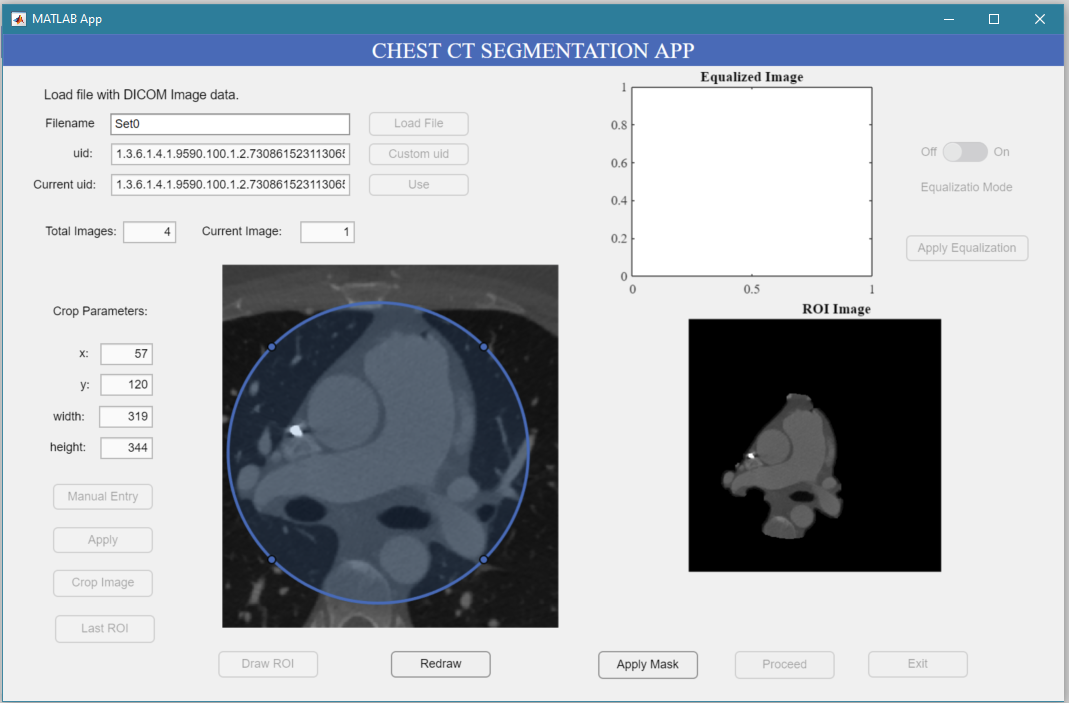 MATLAB App
CHEST CT SEGMENTATION APP
Load file with DICOM Image data.
Filename Set0 Load File
uid: 1.3.6.1.4.1.9590.100.1.2.730861523113065 Custom uid
Current uid: 1.3.6.1.4.1.9590.100.1.2.730861523113065 Use
Total Images: 4 Current Image: 1
Equalized Image
1
0.8
0.6
0.4
0.2
0
0 0.5 1
Off On
Equalizatio Mode
Apply Equalization
Crop Parameters:
x: 57
y: 120
width: 319
height: 344
Manual Entry
Apply
Crop Image
Last ROI
ROI Image
Draw ROI Redraw Apply Mask Proceed Exit